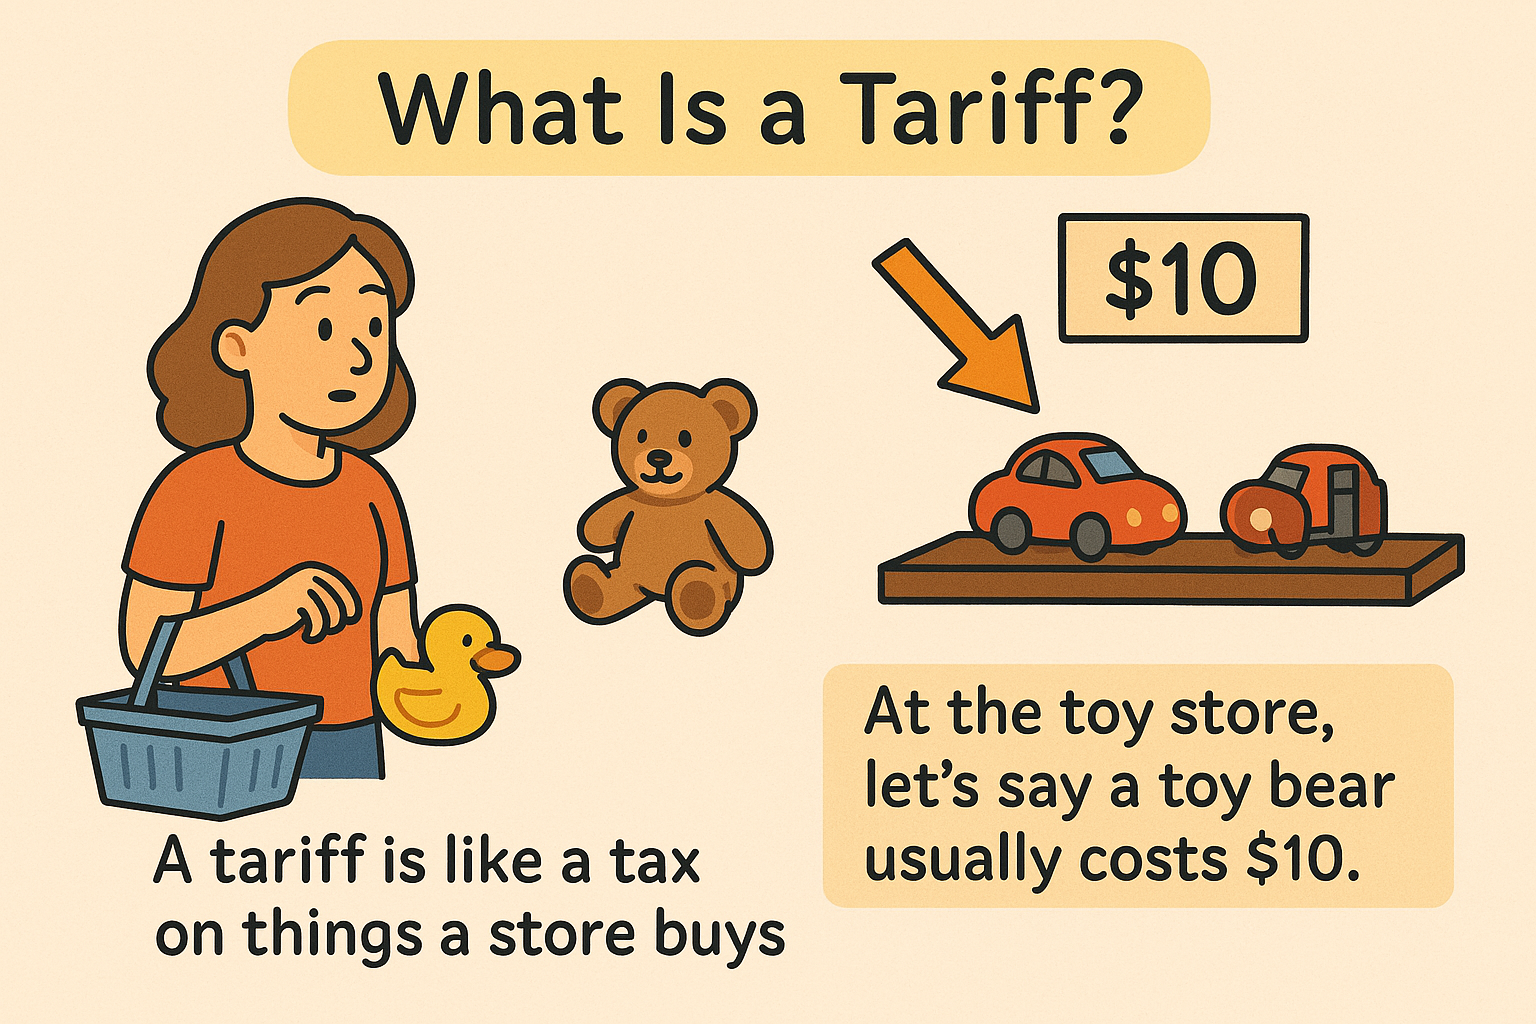 What Is a Tariff?
$10
A tariff is like a tax
on things a store buys
At the toy store,
let's say a toy bear
usually costs $10.